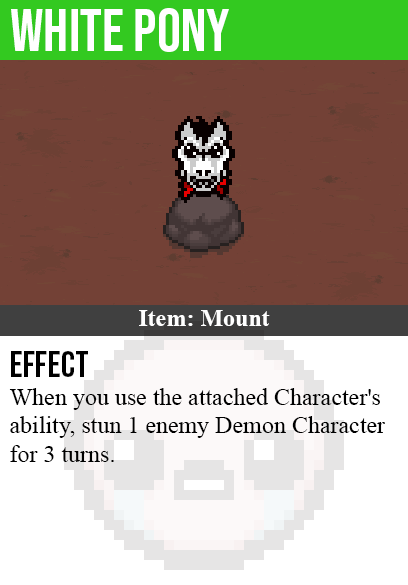 WHITE PONY
Item: Mount
EFFECT
When you use the attached Character's
ability, stun 1 enemy Demon Character
for 3 turns.